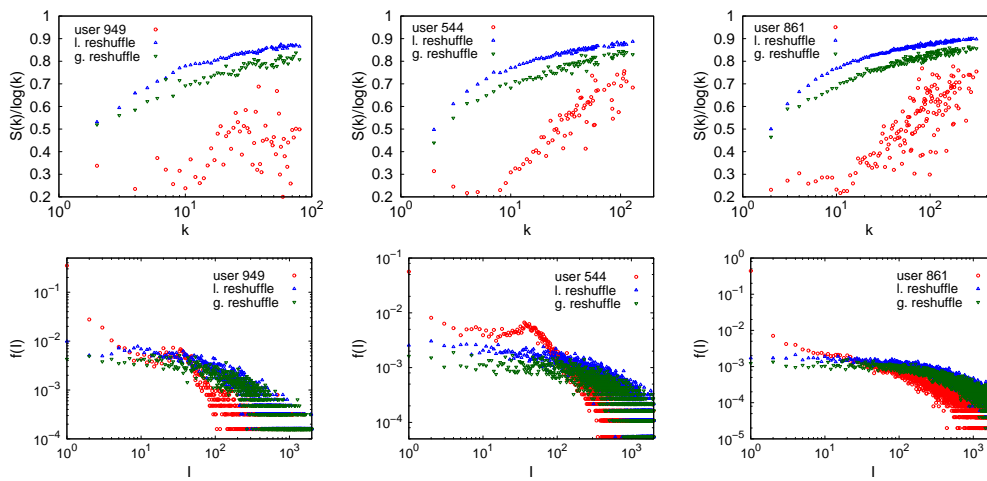 S(k)/log(k)
1
0.9
0.8
0.7
0.6
0.5
0.4
0.3
0.2
user 949
l. reshuffle
g. reshuffle
10^0
10^1
10^2
k
S(k)/log(k)
1
0.9
0.8
0.7
0.6
0.5
0.4
0.3
0.2
user 544
l. reshuffle
g. reshuffle
10^0
10^1
10^2
k
S(k)/log(k)
1
0.9
0.8
0.7
0.6
0.5
0.4
0.3
0.2
user 861
l. reshuffle
g. reshuffle
10^0
10^1
10^2
k
f(l)
10^-1
10^-2
10^-3
10^-4
user 949
l. reshuffle
g. reshuffle
10^0
10^1
10^2
10^3
l
f(l)
10^-1
10^-2
10^-3
10^-4
user 544
l. reshuffle
g. reshuffle
10^0
10^1
10^2
10^3
l
f(l)
10^0
10^-1
10^-2
10^-3
10^-4
10^-5
user 861
l. reshuffle
g. reshuffle
10^0
10^1
10^2
10^3
l